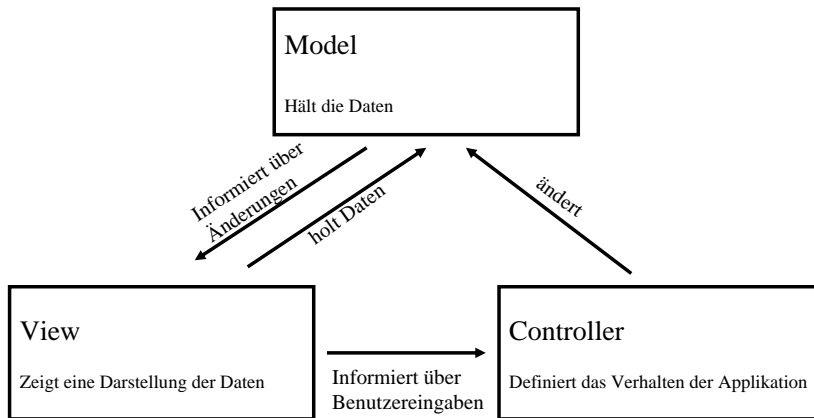 Model
Hält die Daten
Informiert über
Änderungen
holt Daten
ändert
View
Zeigt eine Darstellung der Daten
Informiert über
Benutzereingaben
Controller
Definiert das Verhalten der Applikation